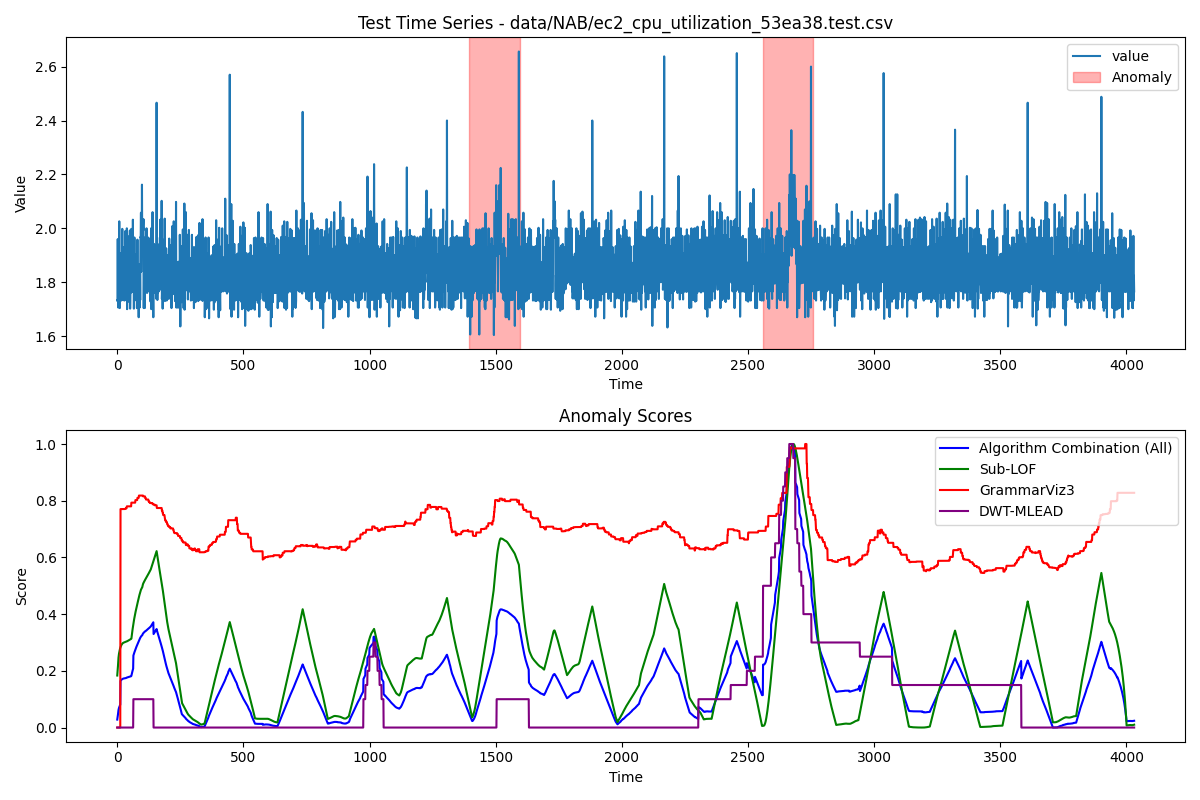 Test Time Series - data/NAB/ec2_cpu_utilization_53ea38.test.csv
2.6
2.4
2.2
2.0
1.8
1.6
Value
value
Anomaly
0 500 1000 1500 2000 2500 3000 3500 4000
Time
Anomaly Scores
1.0
0.8
0.6
0.4
0.2
0.0
Score
Algorithm Combination (All)
Sub-LOF
GrammarViz3
DWT-MLEAD
0 500 1000 1500 2000 2500 3000 3500 4000
Time